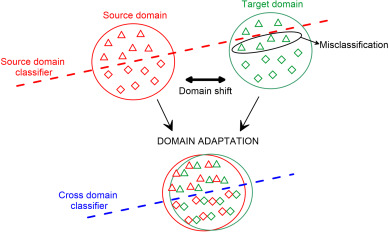 Source domain
Target domain
Misclassification
Source domain
classifier
Domain shift
DOMAIN ADAPTATION
Cross domain
classifier